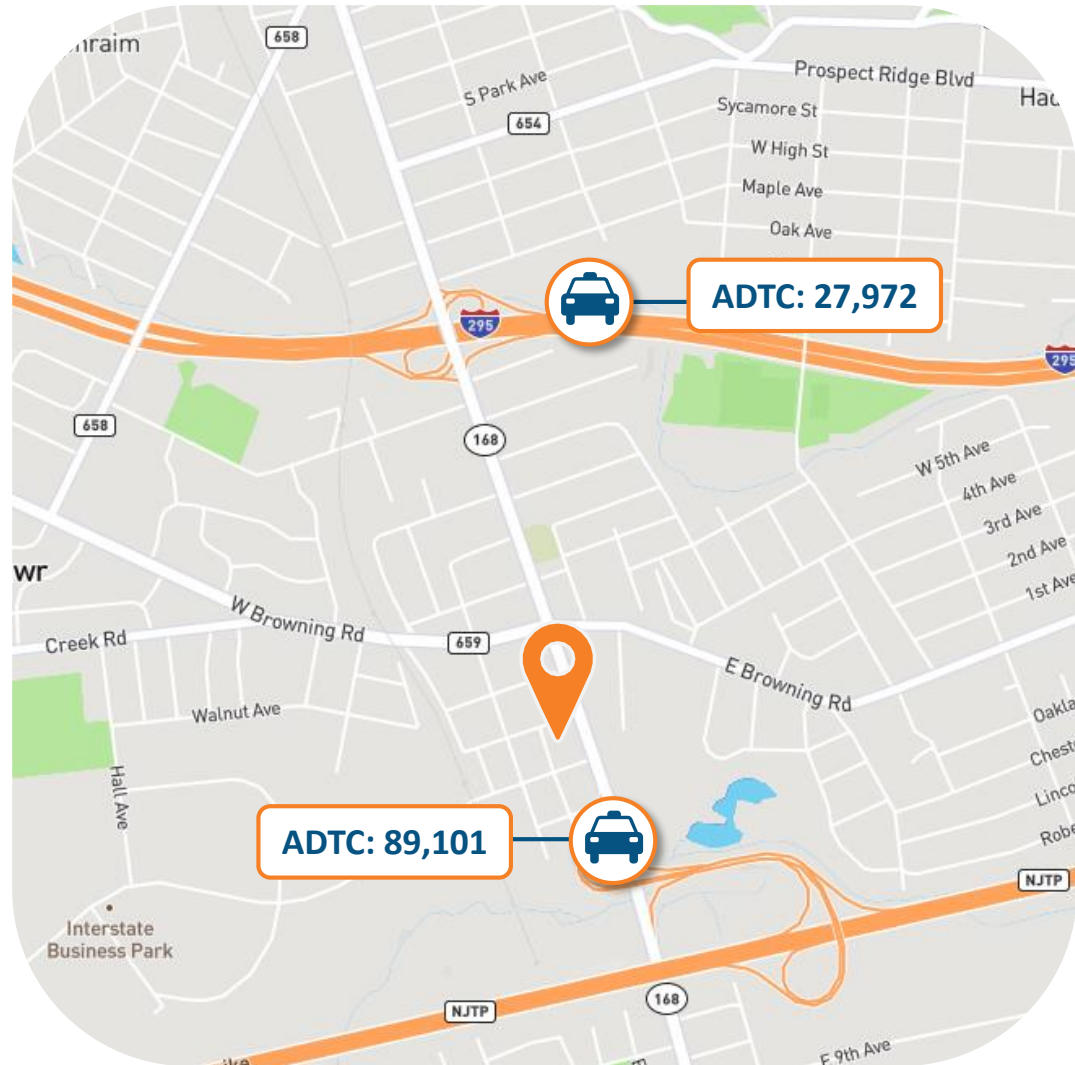 hraim
658
S Park Ave
654
Prospect Ridge Blvd
Had
Sycamore St
W High St
Maple Ave
Oak Ave
ADTC: 27,972
295
295
658
168
W 5th Ave
4th Ave
3rd Ave
2nd Ave
1st Ave
wr
W Browning Rd
Creek Rd
659
E Browning Rd
Walnut Ave
Hall Ave
Oakla
Chest
Linco
Robe
ADTC: 89,101
NJTP
Interstate
Business Park
NJTP
168
E 9th Ave